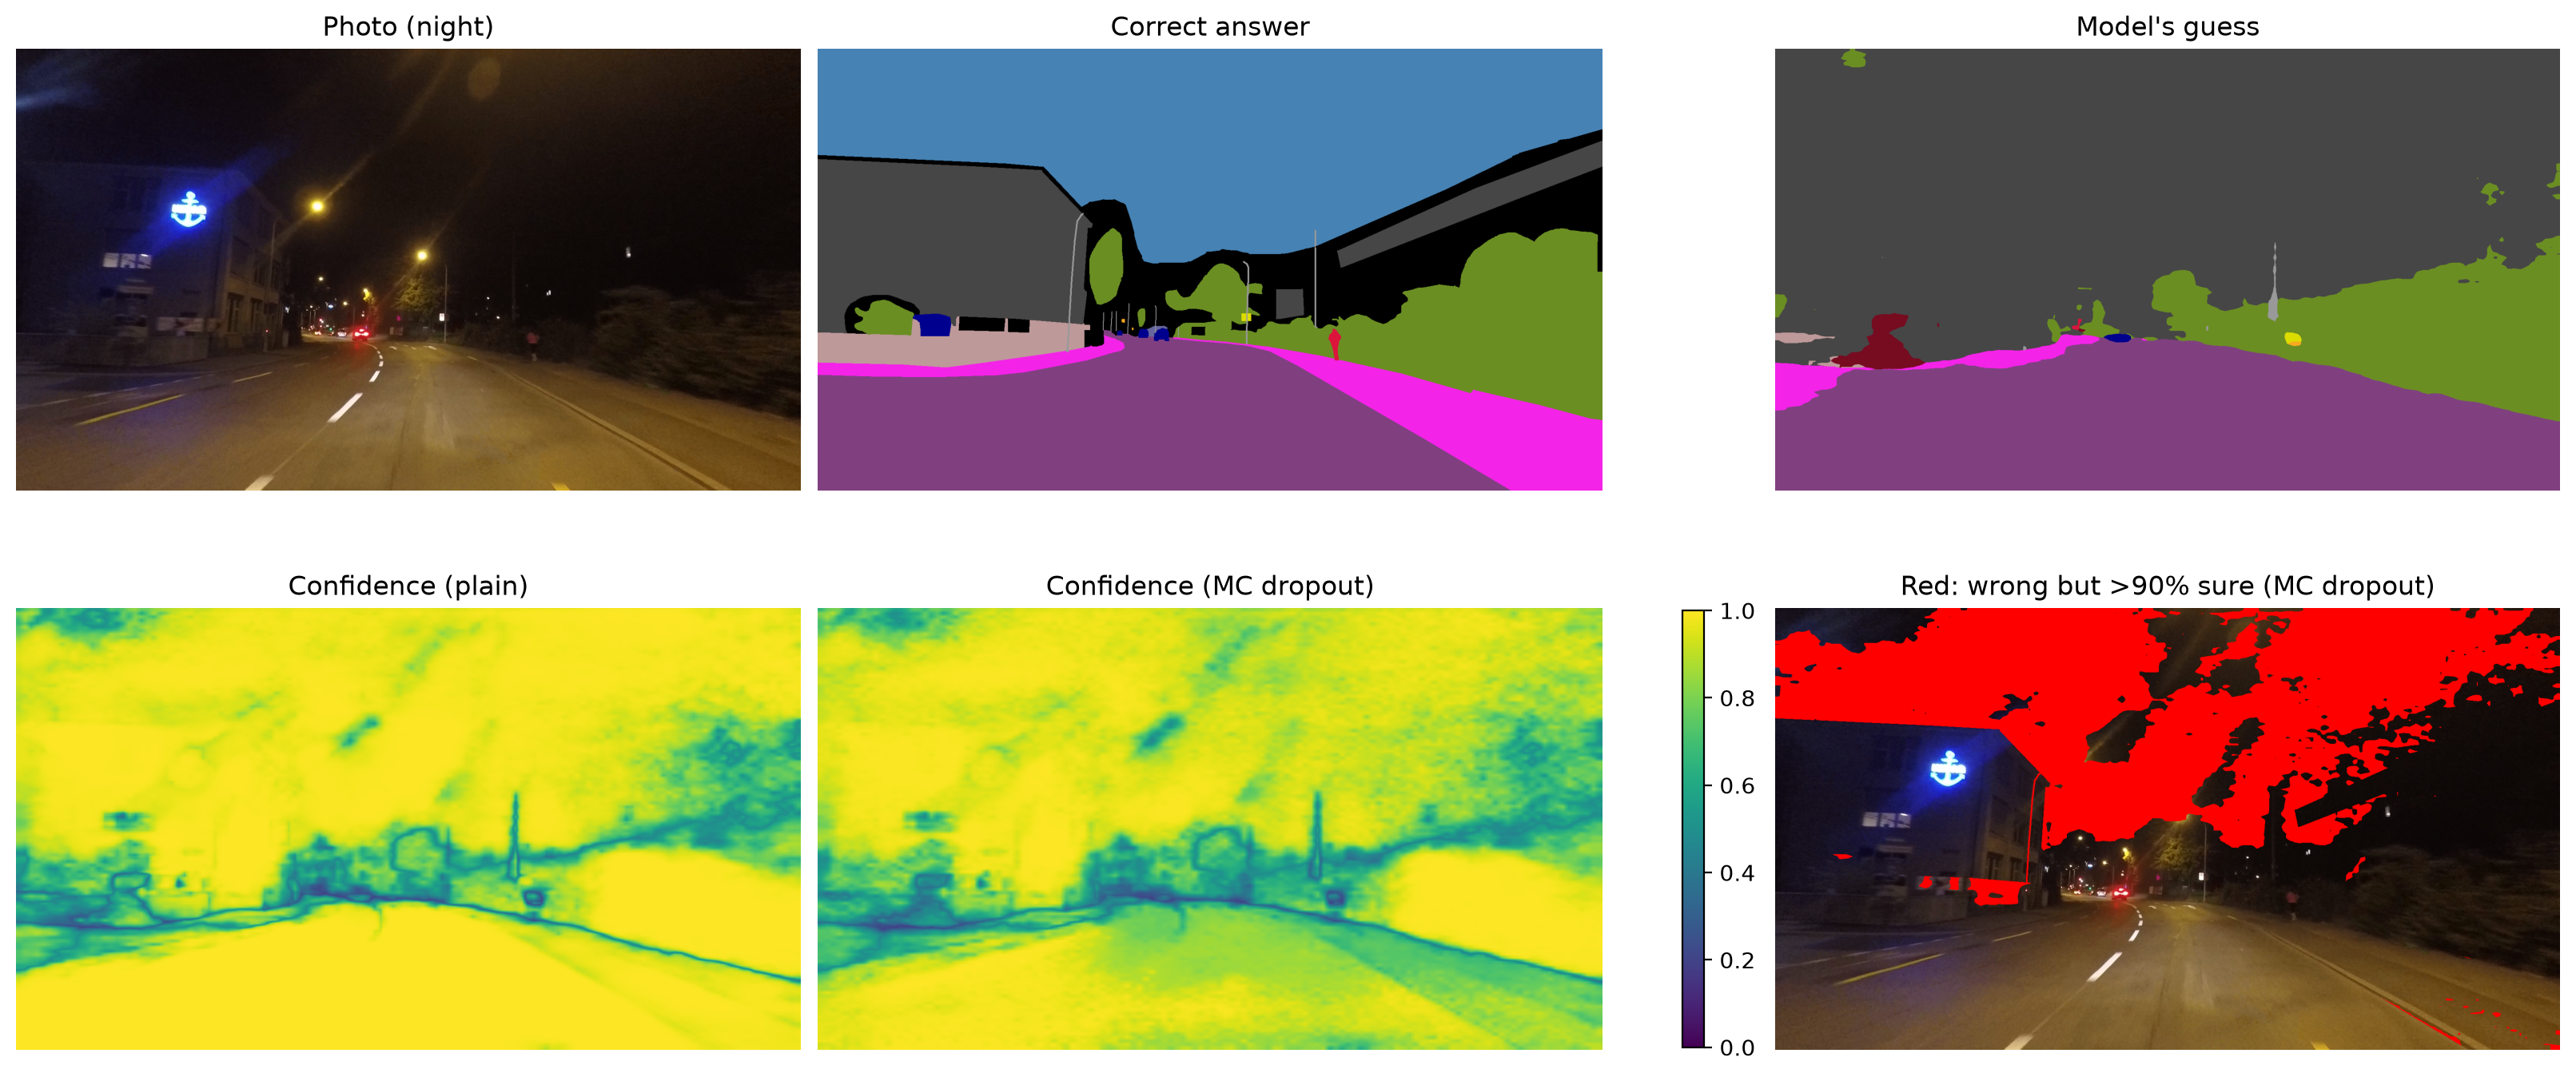 Photo (night)
Correct answer
Model's guess
Confidence (plain)
Confidence (MC dropout)
Red: wrong but >90% sure (MC dropout)
1.0
0.8
0.6
0.4
0.2
0.0